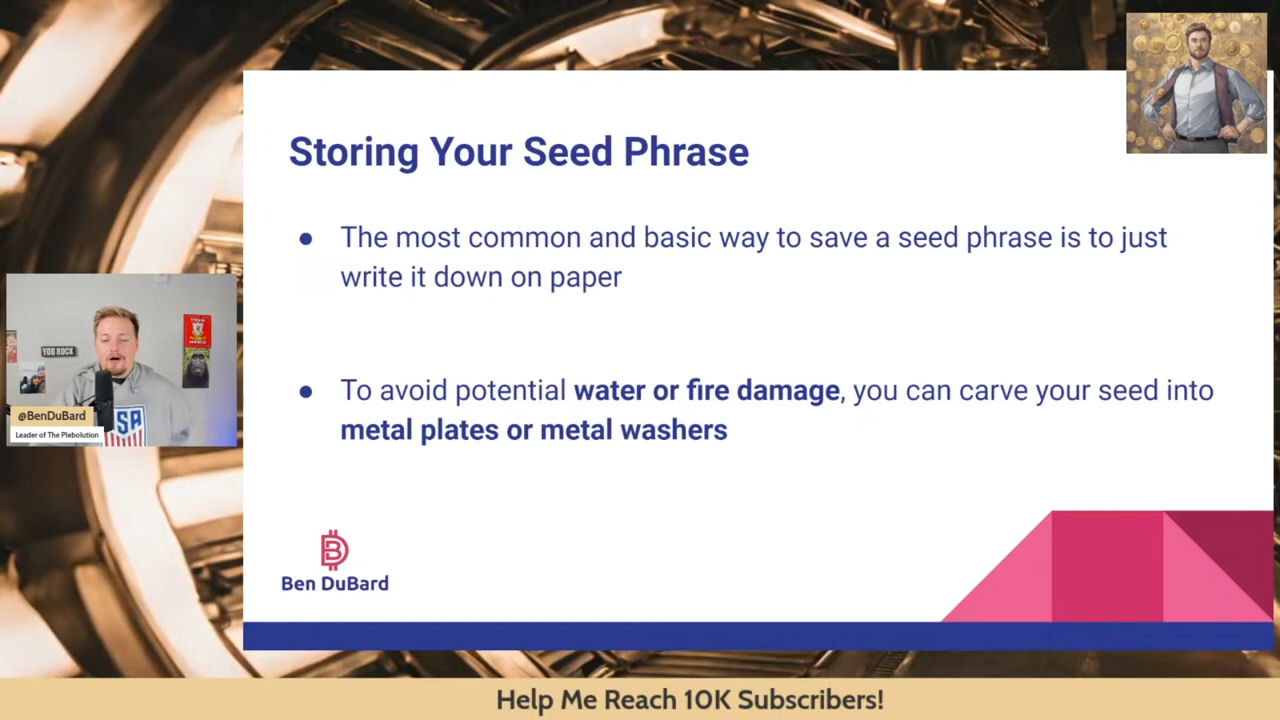 Storing Your Seed Phrase
● The most common and basic way to save a seed phrase is to just
write it down on paper
● To avoid potential water or fire damage, you can carve your seed into
metal plates or metal washers
YOU ROCK
@BenDuBard
Leader of The Plebolution
SA
Ben DuBard
Help Me Reach 10K Subscribers!